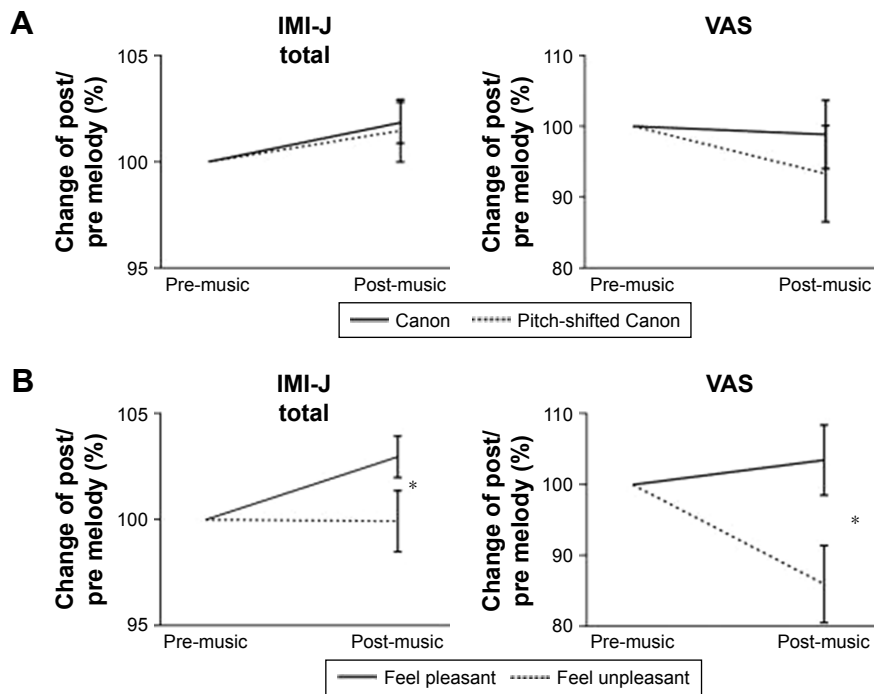 A
IMI-J
total
Change of post/
pre melody (%)
105
100
95
Pre-music
Post-music
VAS
Change of post/
pre melody (%)
110
100
90
80
Pre-music
Post-music
Canon
Pitch-shifted Canon
B
IMI-J
total
Change of post/
pre melody (%)
105
100
95
*
Pre-music
Post-music
VAS
Change of post/
pre melody (%)
110
100
90
80
*
Pre-music
Post-music
Feel pleasant
Feel unpleasant